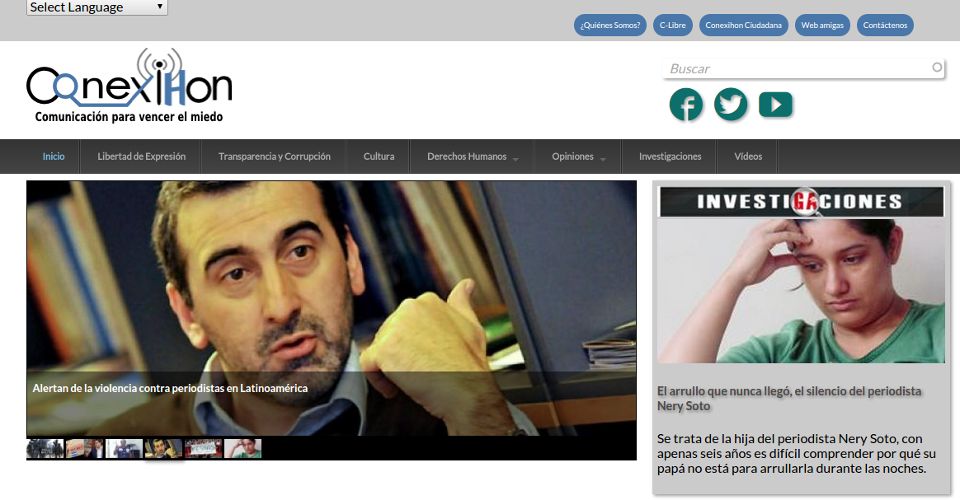 Select Language
¿Quiénes Somos? C-Libre Conexihon Ciudadana Web amigas Contáctenos
Conexihon
Comunicación para vencer el miedo
Buscar
Inicio Libertad de Expresión Transparencia y Corrupción Cultura Derechos Humanos Opiniones Investigaciones Vídeos
Alertan de la violencia contra periodistas en Latinoamérica
INVESTIGACIONES
El arrullo que nunca llegó, el silencio del periodista
Nery Soto
Se trata de la hija del periodista Nery Soto, con
apenas seis años es difícil comprender por qué su
papá no está para arrullarla durante las noches.